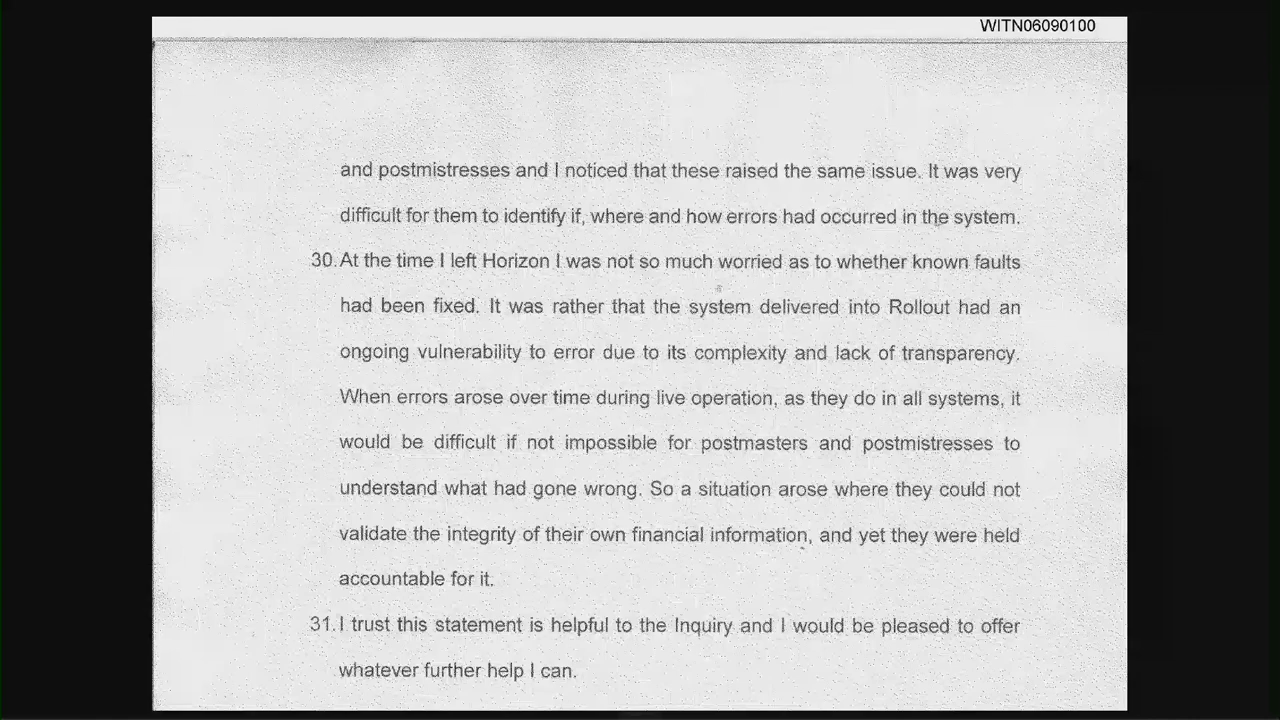 WITN06090100
and postmistresses and I noticed that these raised the same issue. It was very
difficult for them to identify if, where and how errors had occurred in the system.
30. At the time I left Horizon I was not so much worried as to whether known faults
had been fixed. It was rather that the system delivered into Rollout had an
ongoing vulnerability to error due to its complexity and lack of transparency.
When errors arose over time during live operation, as they do in all systems, it
would be difficult if not impossible for postmasters and postmistresses to
understand what had gone wrong. So a situation arose where they could not
validate the integrity of their own financial information, and yet they were held
accountable for it.
31. I trust this statement is helpful to the Inquiry and I would be pleased to offer
whatever further help I can.